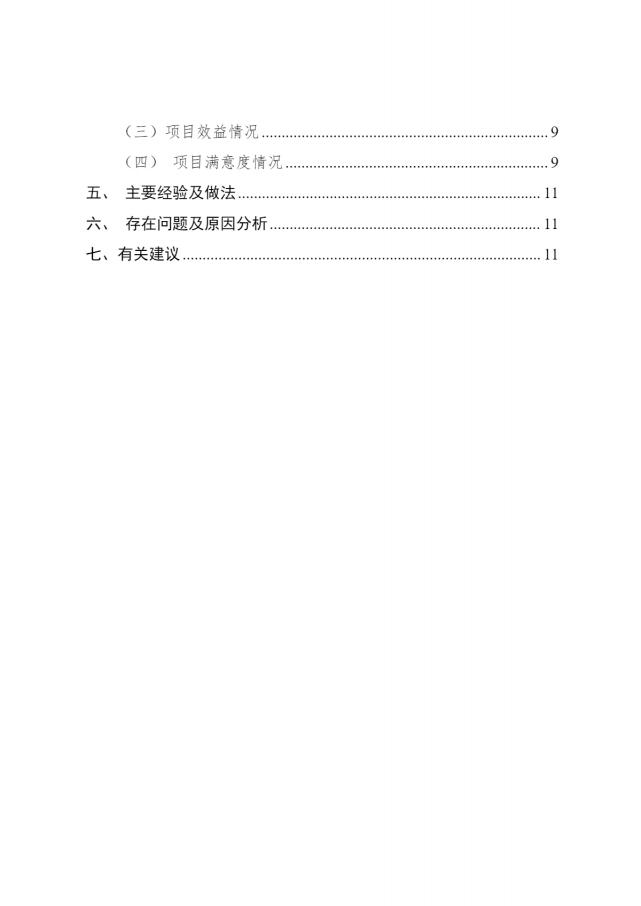 （三）项目效益情况........................................................................9
（四） 项目满意度情况..................................................................9
五、 主要经验及做法............................................................................11
六、 存在问题及原因分析....................................................................11
七、有关建议..........................................................................................11